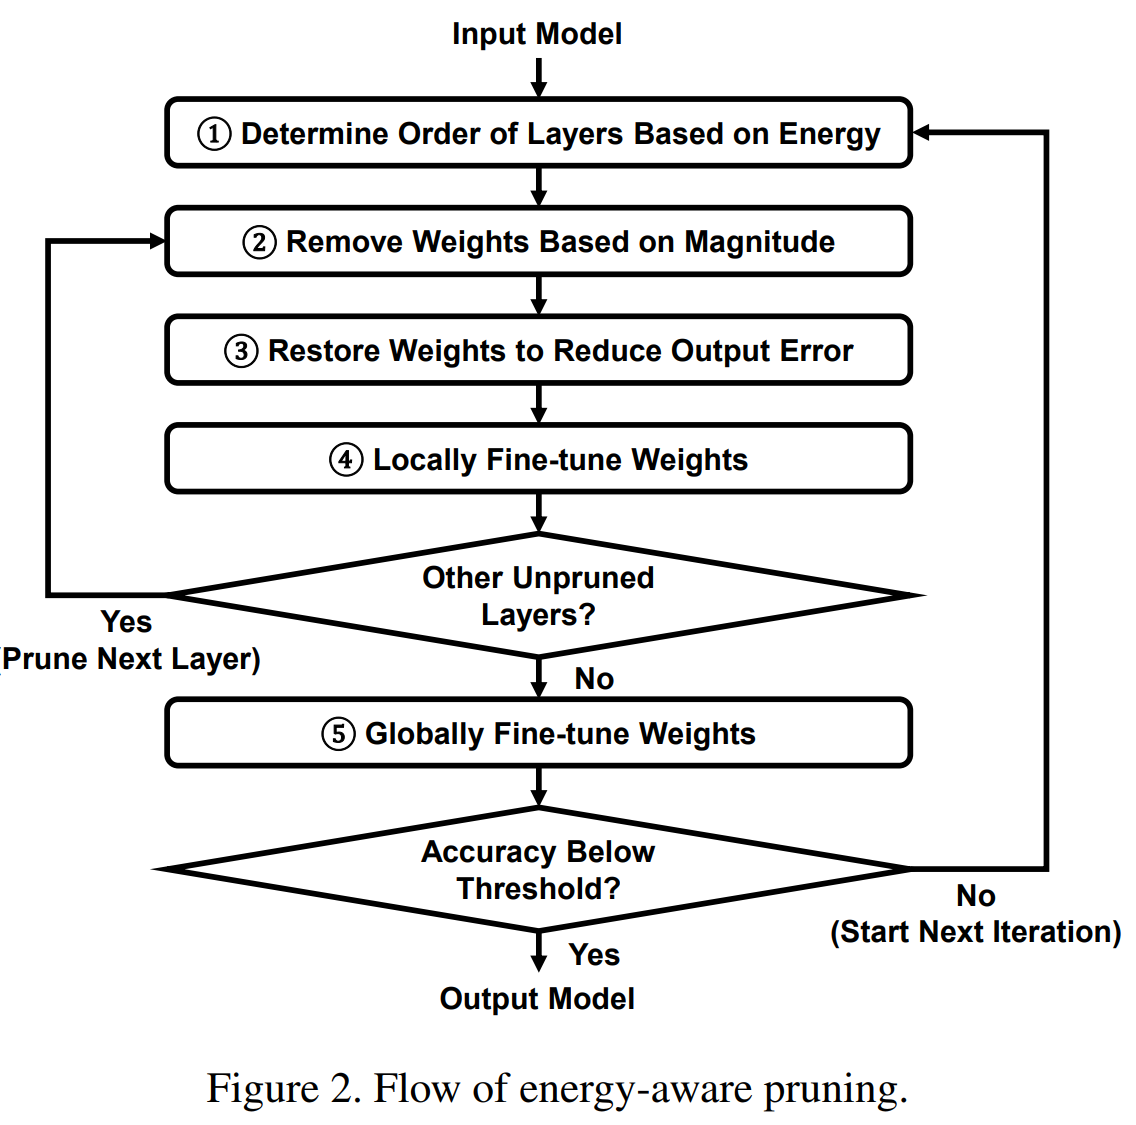 Input Model
① Determine Order of Layers Based on Energy
② Remove Weights Based on Magnitude
③ Restore Weights to Reduce Output Error
④ Locally Fine-tune Weights
Other Unpruned
Layers?
Yes
(Prune Next Layer)
No
⑤ Globally Fine-tune Weights
Accuracy Below
Threshold?
No
(Start Next Iteration)
Yes
Output Model
Figure 2. Flow of energy-aware pruning.